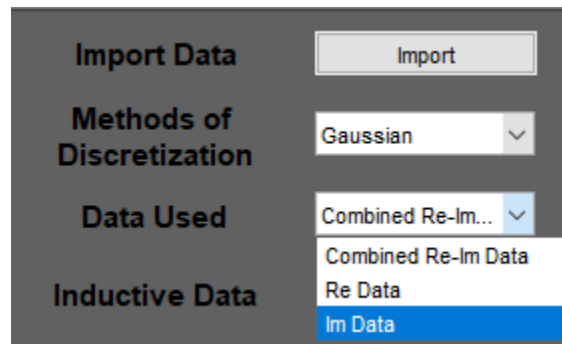 Import Data
Import
Methods of
Discretization
Gaussian
Data Used
Combined Re-Im...
Combined Re-Im Data
Re Data
Inductive Data
Im Data